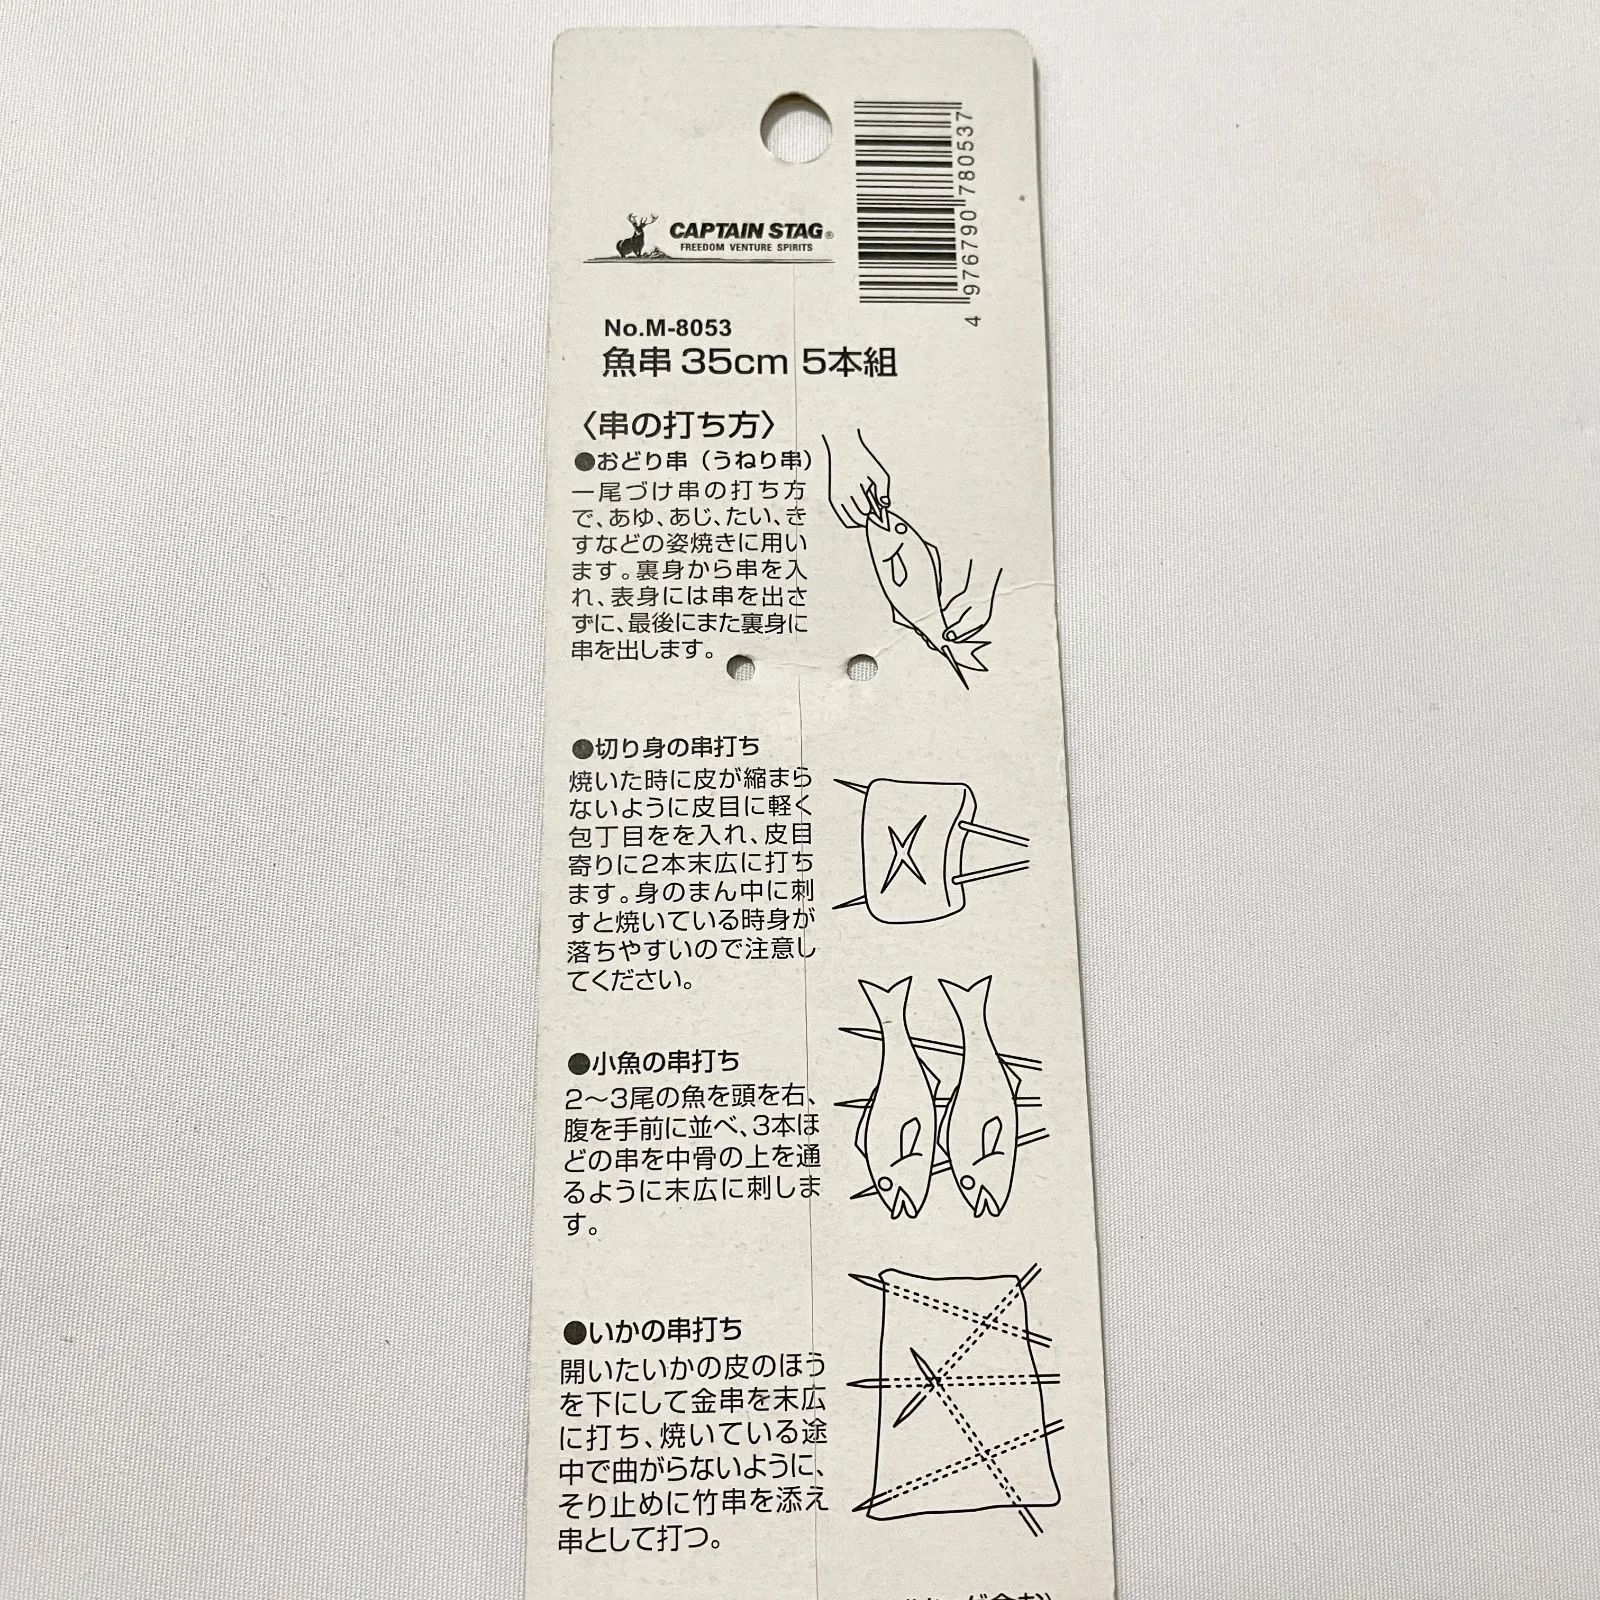 CAPTAIN STAG®
FREEDOM VENTURE SPIRITS
4 976790 780537
No.M-8053
魚串 35cm 5本組
〈串の打ち方〉
●おどり串（うねり串）
一尾づけ串の打ち方
で、あゆ、あじ、たい、き
すなどの姿焼きに用い
ます。裏身から串を入
れ、表身には串を出さ
ずに、最後にまた裏身に
串を出します。
●切り身の串打ち
焼いた時に皮が縮まら
ないように皮目に軽く
包丁目をを入れ、皮目
寄りに2本末広に打ち
ます。身のまん中に刺
すと焼いている時身が
落ちやすいので注意し
てください。
●小魚の串打ち
2〜3尾の魚を頭を右、
腹を手前に並べ、3本ほ
どの串を中骨の上を通
るように末広に刺しま
す。
●いかの串打ち
開いたいかの皮のほう
を下にして金串を末広
に打ち、焼いている途
中で曲がらないように、
そり止めに竹串を添え
串として打つ。